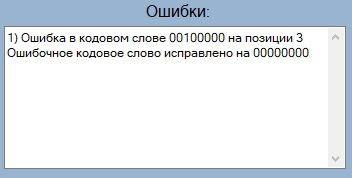 Ошибки:
1) Ошибка в кодовом слове 00100000 на позиции 3
Ошибочное кодовое слово исправлено на 00000000